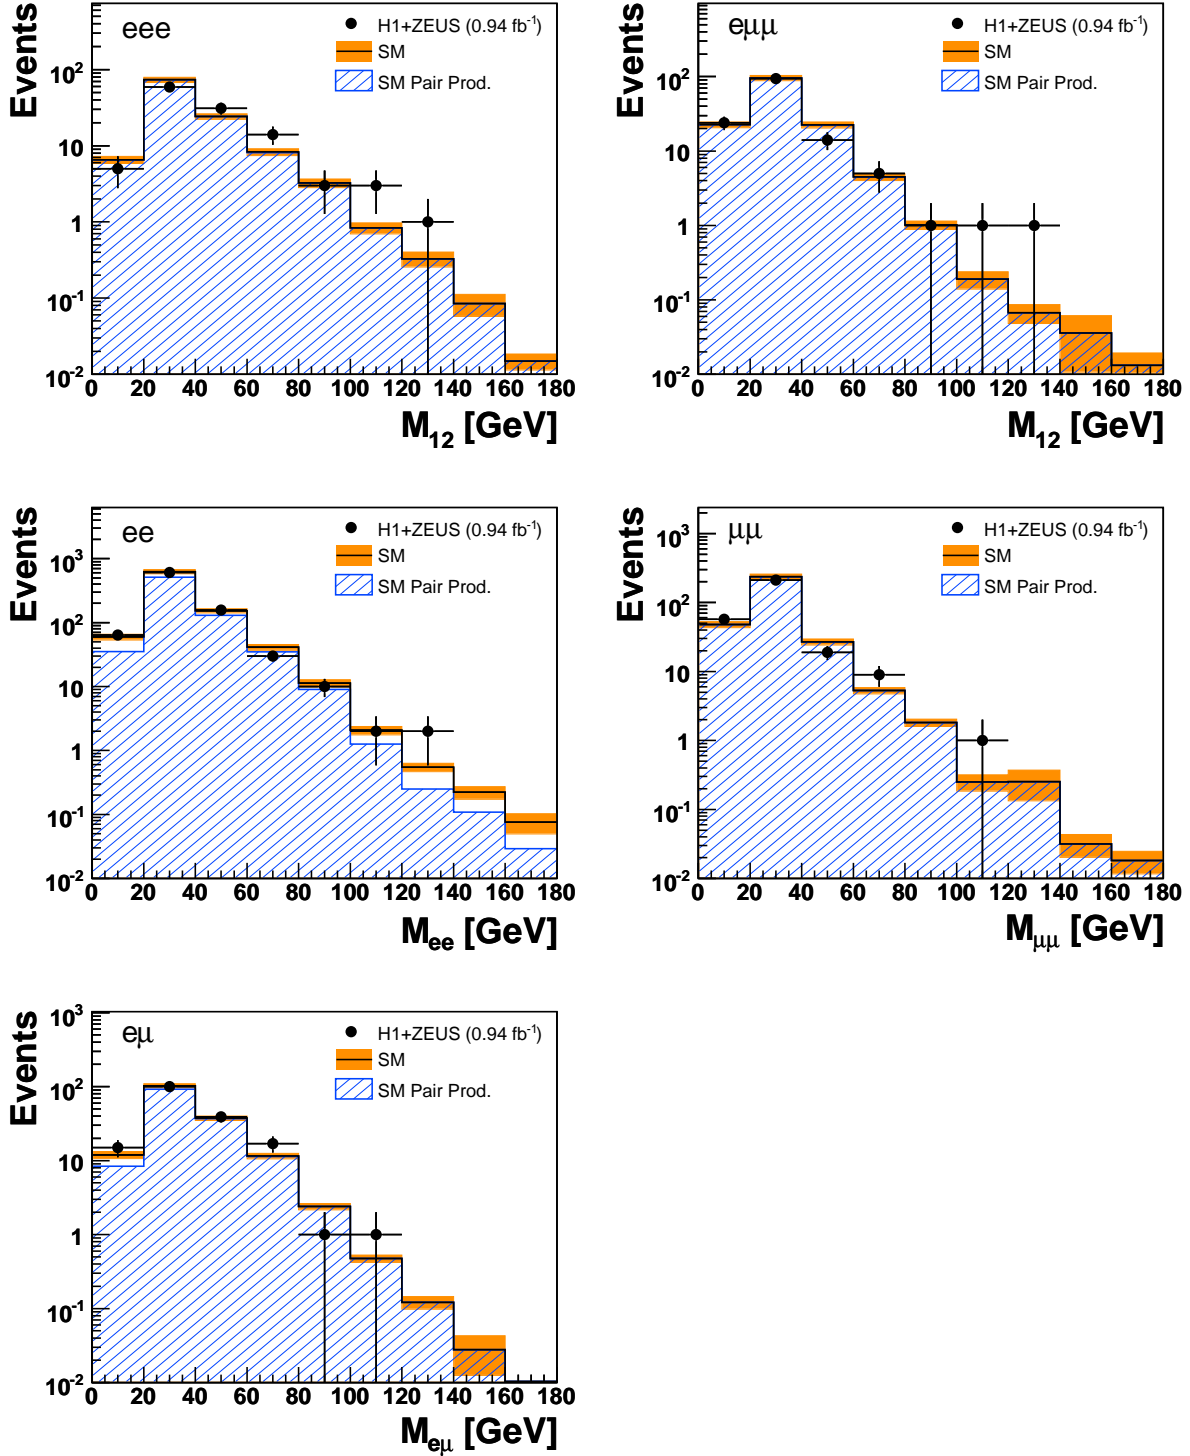 eee
H1+ZEUS (0.94 fb⁻¹)
SM
SM Pair Prod.
Events
10²
10
1
10⁻¹
10⁻²
0 20 40 60 80 100 120 140 160 180
M₁₂ [GeV]
eμμ
H1+ZEUS (0.94 fb⁻¹)
SM
SM Pair Prod.
Events
10²
10
1
10⁻¹
10⁻²
0 20 40 60 80 100 120 140 160 180
M₁₂ [GeV]
ee
H1+ZEUS (0.94 fb⁻¹)
SM
SM Pair Prod.
Events
10³
10²
10
1
10⁻¹
10⁻²
0 20 40 60 80 100 120 140 160 180
Mee [GeV]
μμ
H1+ZEUS (0.94 fb⁻¹)
SM
SM Pair Prod.
Events
10³
10²
10
1
10⁻¹
10⁻²
0 20 40 60 80 100 120 140 160 180
Mμμ [GeV]
eμ
H1+ZEUS (0.94 fb⁻¹)
SM
SM Pair Prod.
Events
10³
10²
10
1
10⁻¹
10⁻²
0 20 40 60 80 100 120 140 160 180
Meμ [GeV]